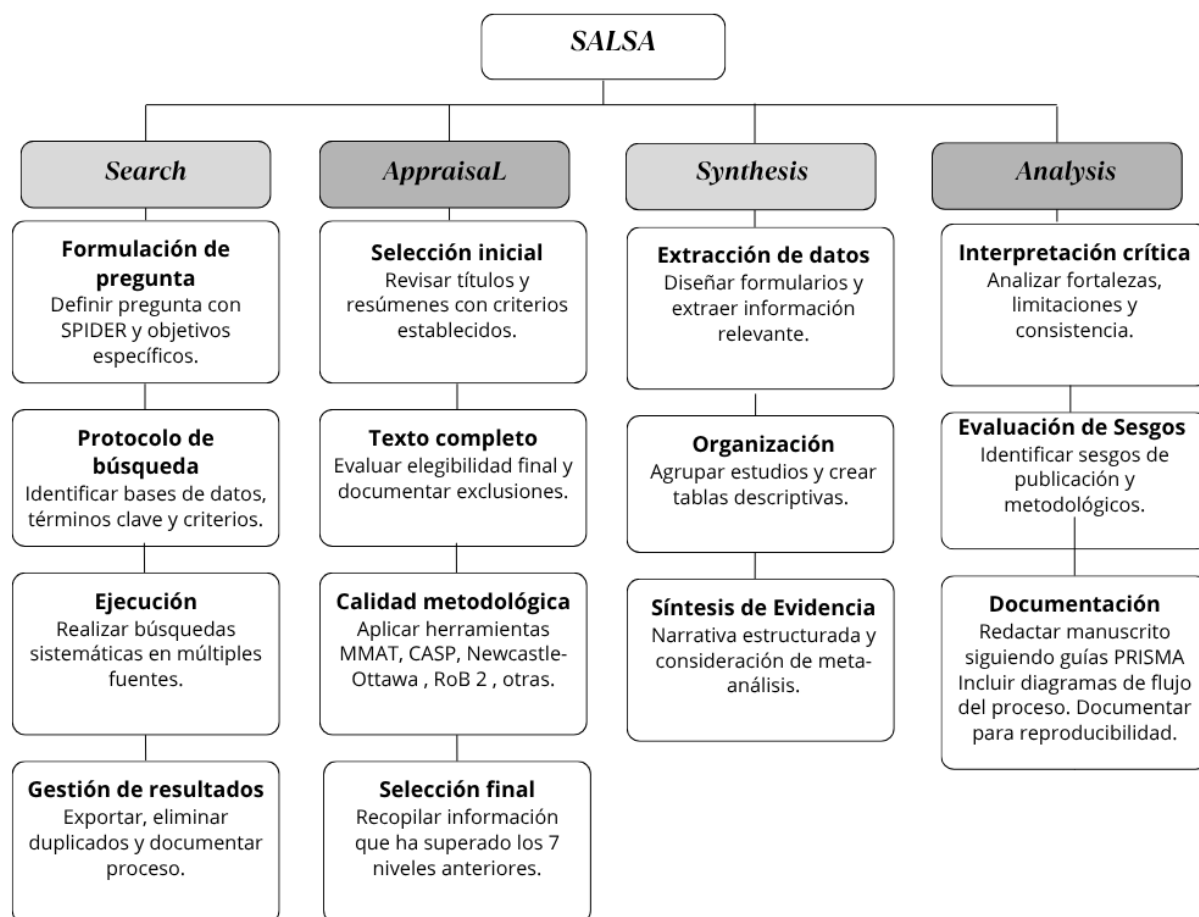 SALSA
Search
Formulación de
pregunta
Definir pregunta con
SPIDER y objetivos
específicos.
Protocolo de
búsqueda
Identificar bases de datos,
términos clave y criterios.
Ejecución
Realizar búsquedas
sistemáticas en múltiples
fuentes.
Gestión de resultados
Exportar, eliminar
duplicados y documentar
proceso.
AppraisaL
Selección inicial
Revisar títulos y
resúmenes con criterios
establecidos.
Texto completo
Evaluar elegibilidad final y
documentar exclusiones.
Calidad metodológica
Aplicar herramientas
MMAT, CASP, Newcastle-
Ottawa , RoB 2 , otras.
Selección final
Recopilar información
que ha superado los 7
niveles anteriores.
Synthesis
Extracción de datos
Diseñar formularios y
extraer información
relevante.
Organización
Agrupar estudios y crear
tablas descriptivas.
Síntesis de Evidencia
Narrativa estructurada y
consideración de meta-
análisis.
Analysis
Interpretación crítica
Analizar fortalezas,
limitaciones y
consistencia.
Evaluación de Sesgos
Identificar sesgos de
publicación y
metodológicos.
Documentación
Redactar manuscrito
siguiendo guías PRISMA
Incluir diagramas de flujo
del proceso. Documentar
para reproducibilidad.